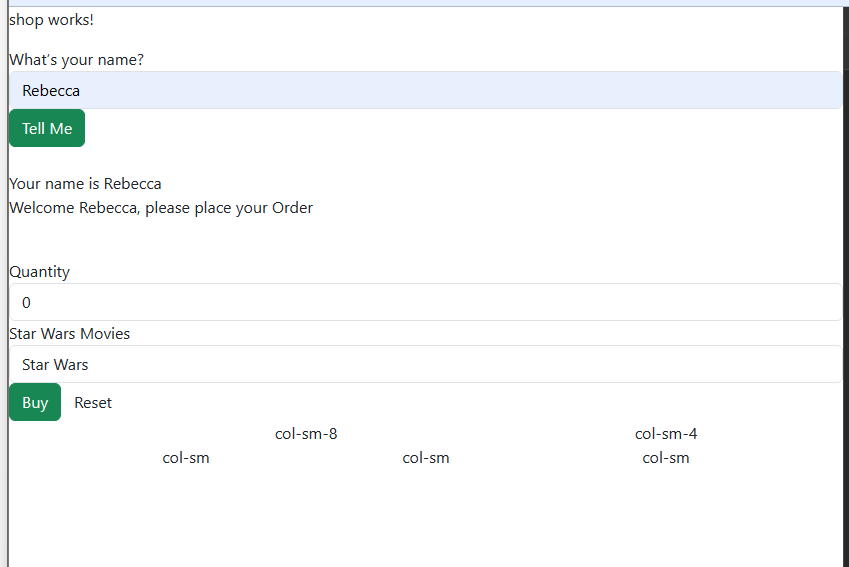 shop works!
What's your name?
Rebecca
Tell Me
Your name is Rebecca
Welcome Rebecca, please place your Order
Quantity
0
Star Wars Movies
Star Wars
Buy Reset
col-sm-8 col-sm-4
col-sm col-sm col-sm